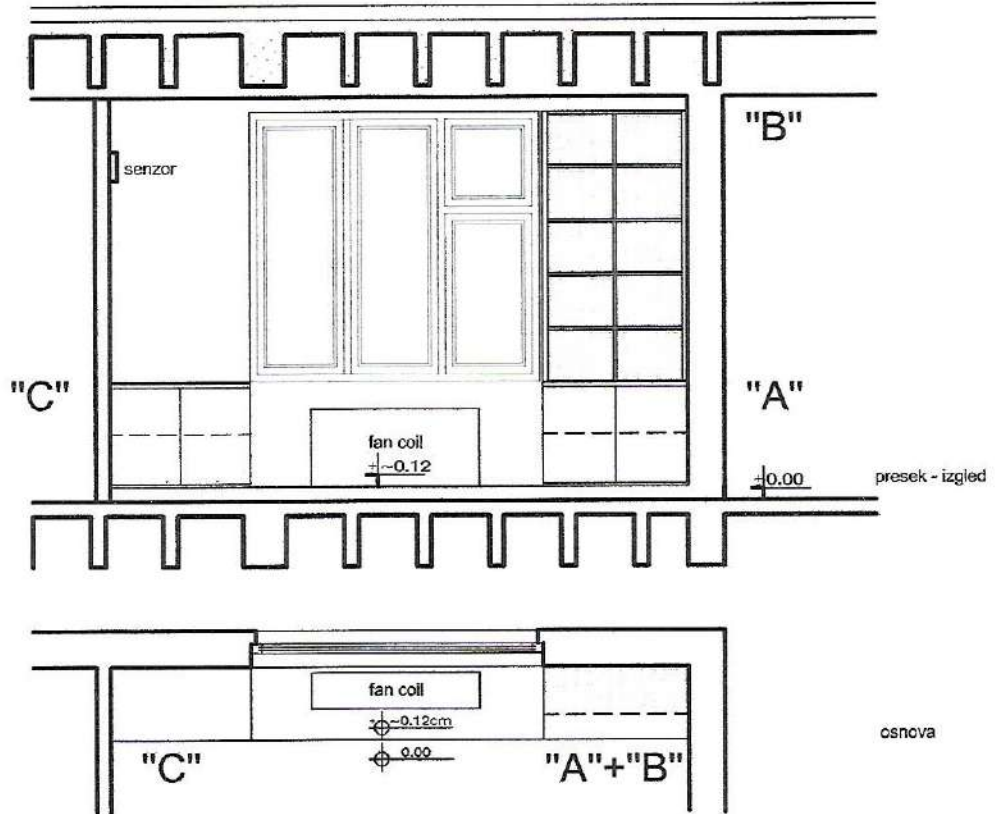 "B"
senzor
"C"
"A"
fan coil
+~0.12
+0.00
presek - izgled
fan coil
~0.12cm
0.00
osnova
"C"
"A"+"B"